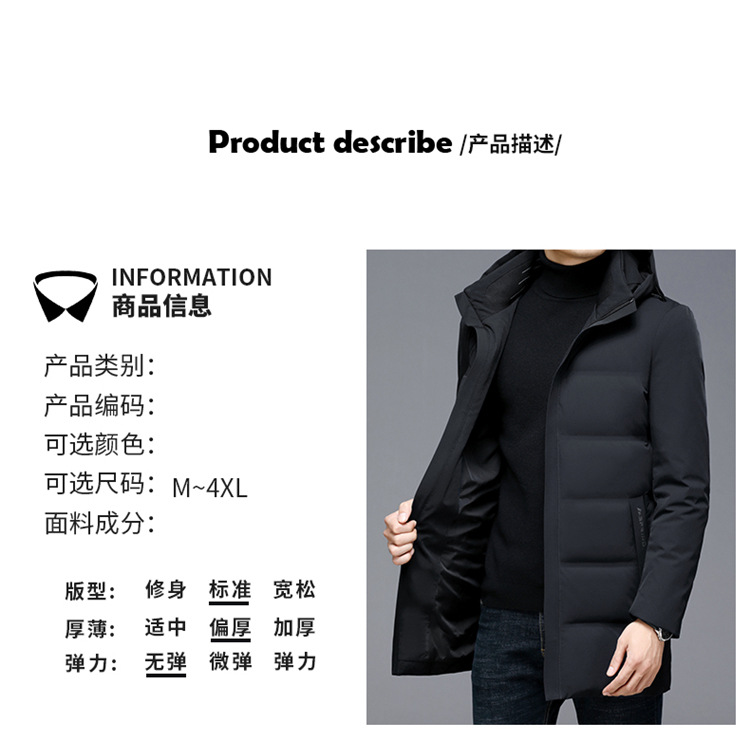 Product describe /产品描述/
INFORMATION
商品信息
产品类别：
产品编码：
可选颜色：
可选尺码：M~4XL
面料成分：
版型： 修身 标准 宽松
厚薄： 适中 偏厚 加厚
弹力： 无弹 微弹 弹力